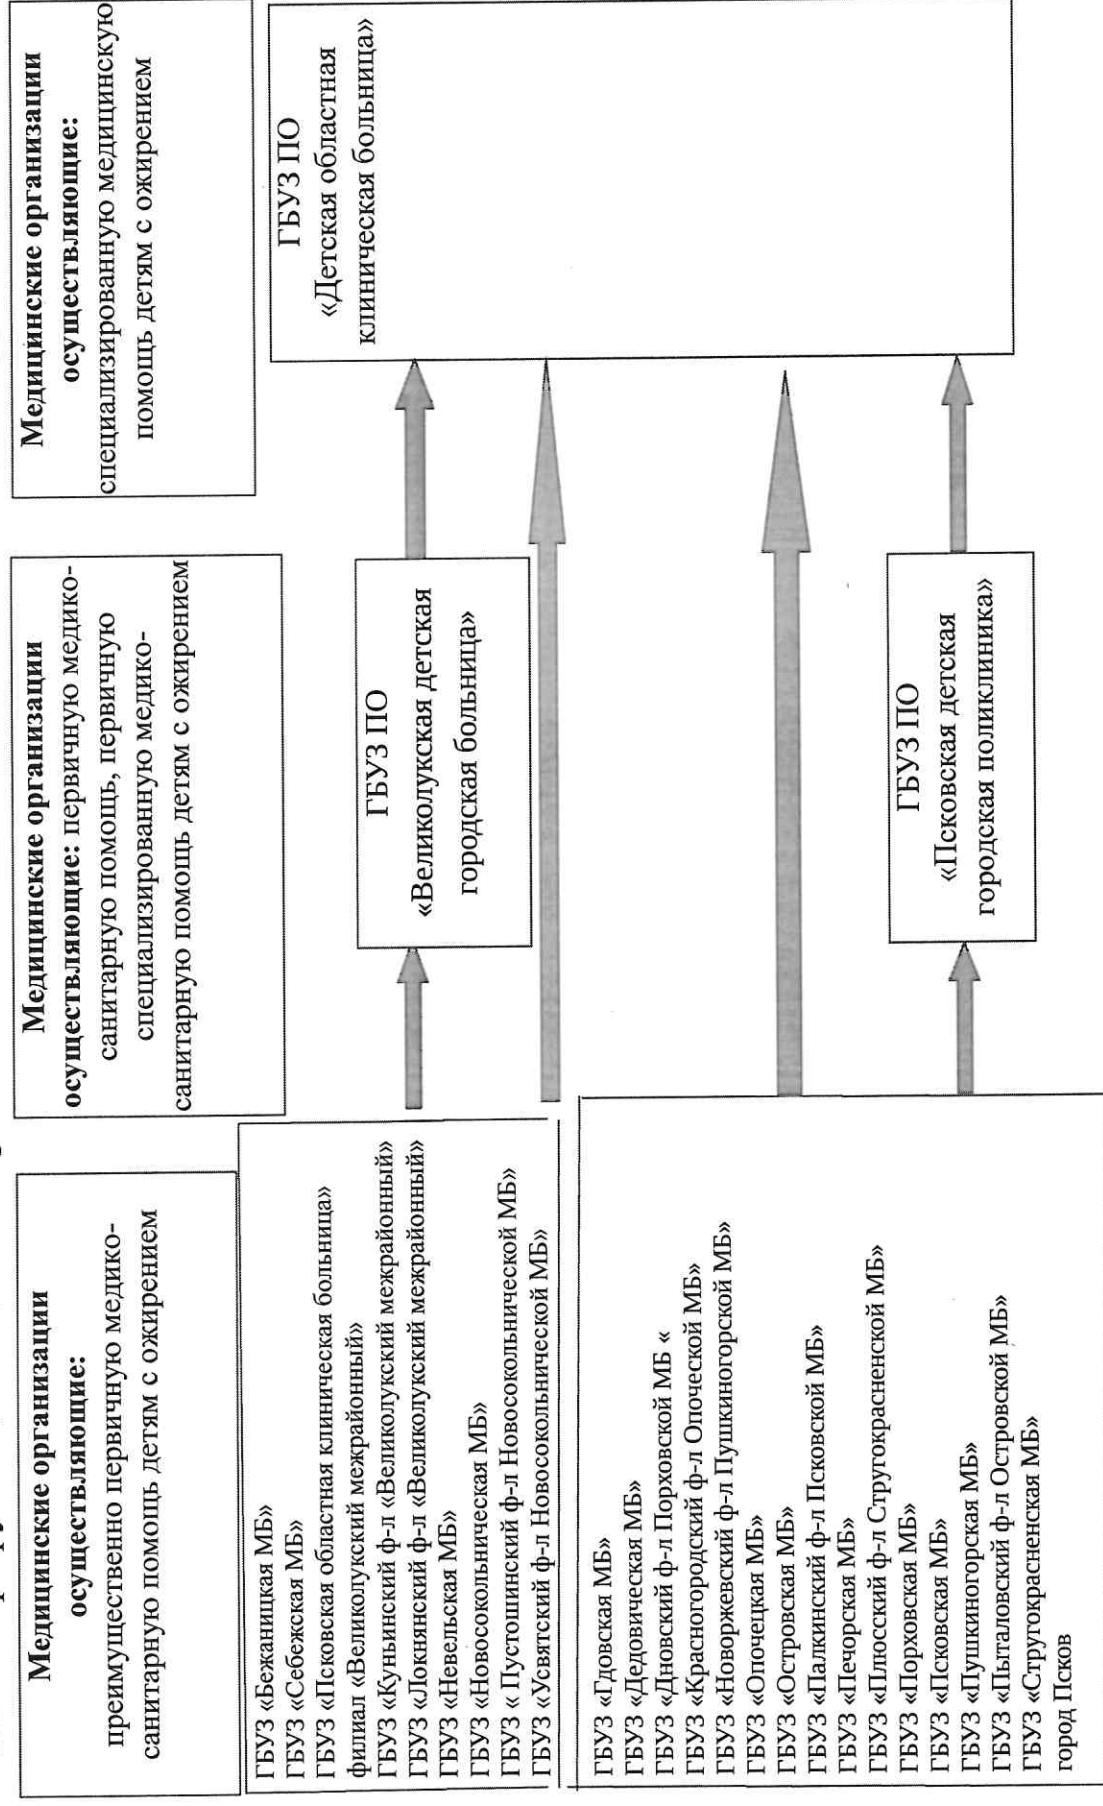 Медицинские организации
осуществляющие:
преимущественно первичную медико-
санитарную помощь детям с ожирением
Медицинские организации
осуществляющие: первичную медико-
санитарную помощь, первичную
специализированную медико-
санитарную помощь детям с ожирением
Медицинские организации
осуществляющие:
специализированную медицинскую
помощь детям с ожирением
ГБУЗ «Бежаницкая МБ»
ГБУЗ «Себежская МБ»
ГБУЗ «Псковская областная клиническая больница»
филиал «Великолукский межрайонный»
ГБУЗ «Куньинский ф-л «Великолукский межрайонный»
ГБУЗ «Локнянский ф-л «Великолукский межрайонный»
ГБУЗ «Невельская МБ»
ГБУЗ «Новосокольническая МБ»
ГБУЗ « Пустошинский ф-л Новосокольнической МБ»
ГБУЗ «Усвятский ф-л Новосокольнической МБ»
ГБУЗ ПО
«Великолукская детская
городская больница»
ГБУЗ ПО
«Детская областная
клиническая больница»
ГБУЗ «Гдовская МБ»
ГБУЗ «Дедовическая МБ»
ГБУЗ «Дновский ф-л Порховской МБ «
ГБУЗ «Красногородский ф-л Опоческой МБ»
ГБУЗ «Новоржевский ф-л Пушкиногорской МБ»
ГБУЗ «Опочецкая МБ»
ГБУЗ «Островская МБ»
ГБУЗ «Палкинский ф-л Псковской МБ»
ГБУЗ «Печорская МБ»
ГБУЗ «Плюсский ф-л Стругокрасненской МБ»
ГБУЗ «Порховская МБ»
ГБУЗ «Псковская МБ»
ГБУЗ «Пушкиногорская МБ»
ГБУЗ «Пыталовский ф-л Островской МБ»
ГБУЗ «Стругокрасненская МБ»
город Псков
ГБУЗ ПО
«Псковская детская
городская поликлиника»